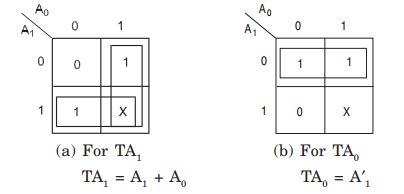 A₀ A₀
A₁ 0 1 A₁ 0 1
0 0 1 0 1 1
1 1 X 1 0 X
(a) For TA₁ (b) For TA₀
TA₁ = A₁ + A₀ TA₀ = A′₁